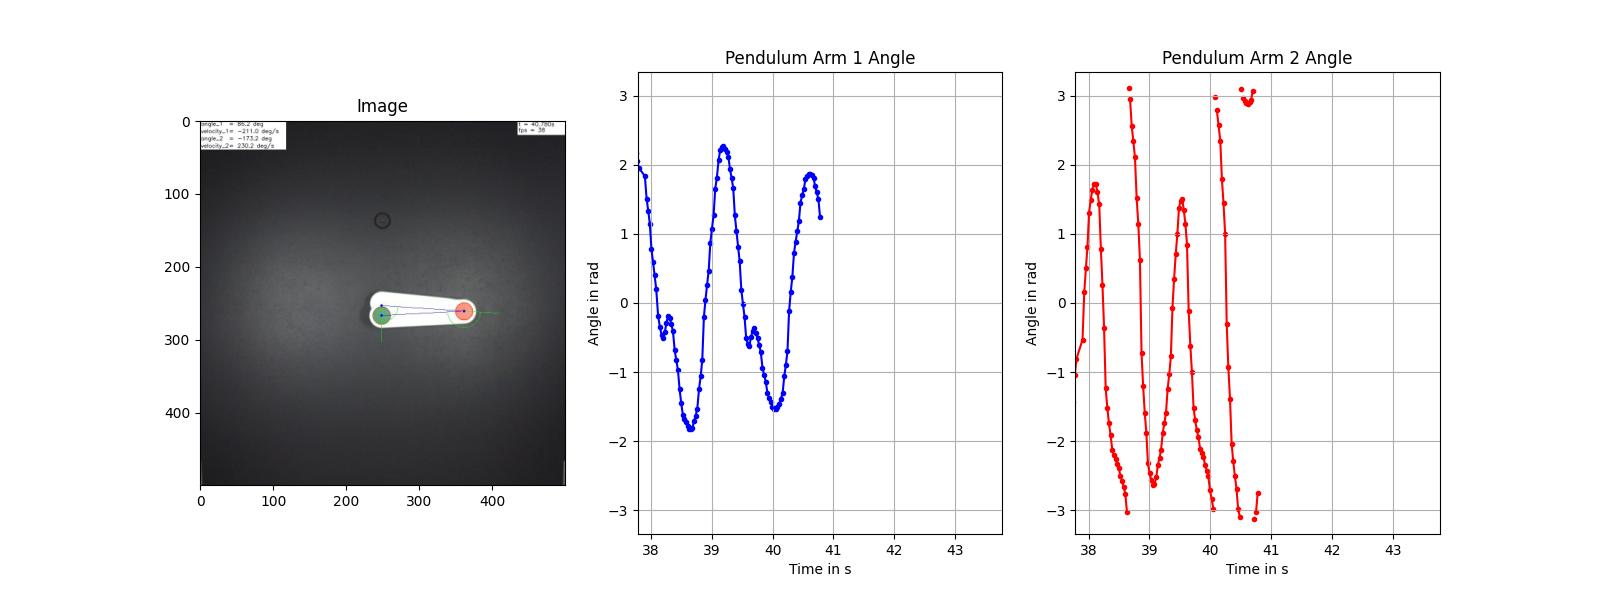 Image
angle_1 = 86.2 deg
velocity_1= -211.0 deg/s
angle_2 = -173.2 deg
velocity_2= 230.2 deg/s
t = 40.780s
fps = 38
0
100
200
300
400
0 100 200 300 400
Pendulum Arm 1 Angle
Angle in rad
3
2
1
0
−1
−2
−3
38 39 40 41 42 43
Time in s
Pendulum Arm 2 Angle
Angle in rad
3
2
1
0
−1
−2
−3
38 39 40 41 42 43
Time in s